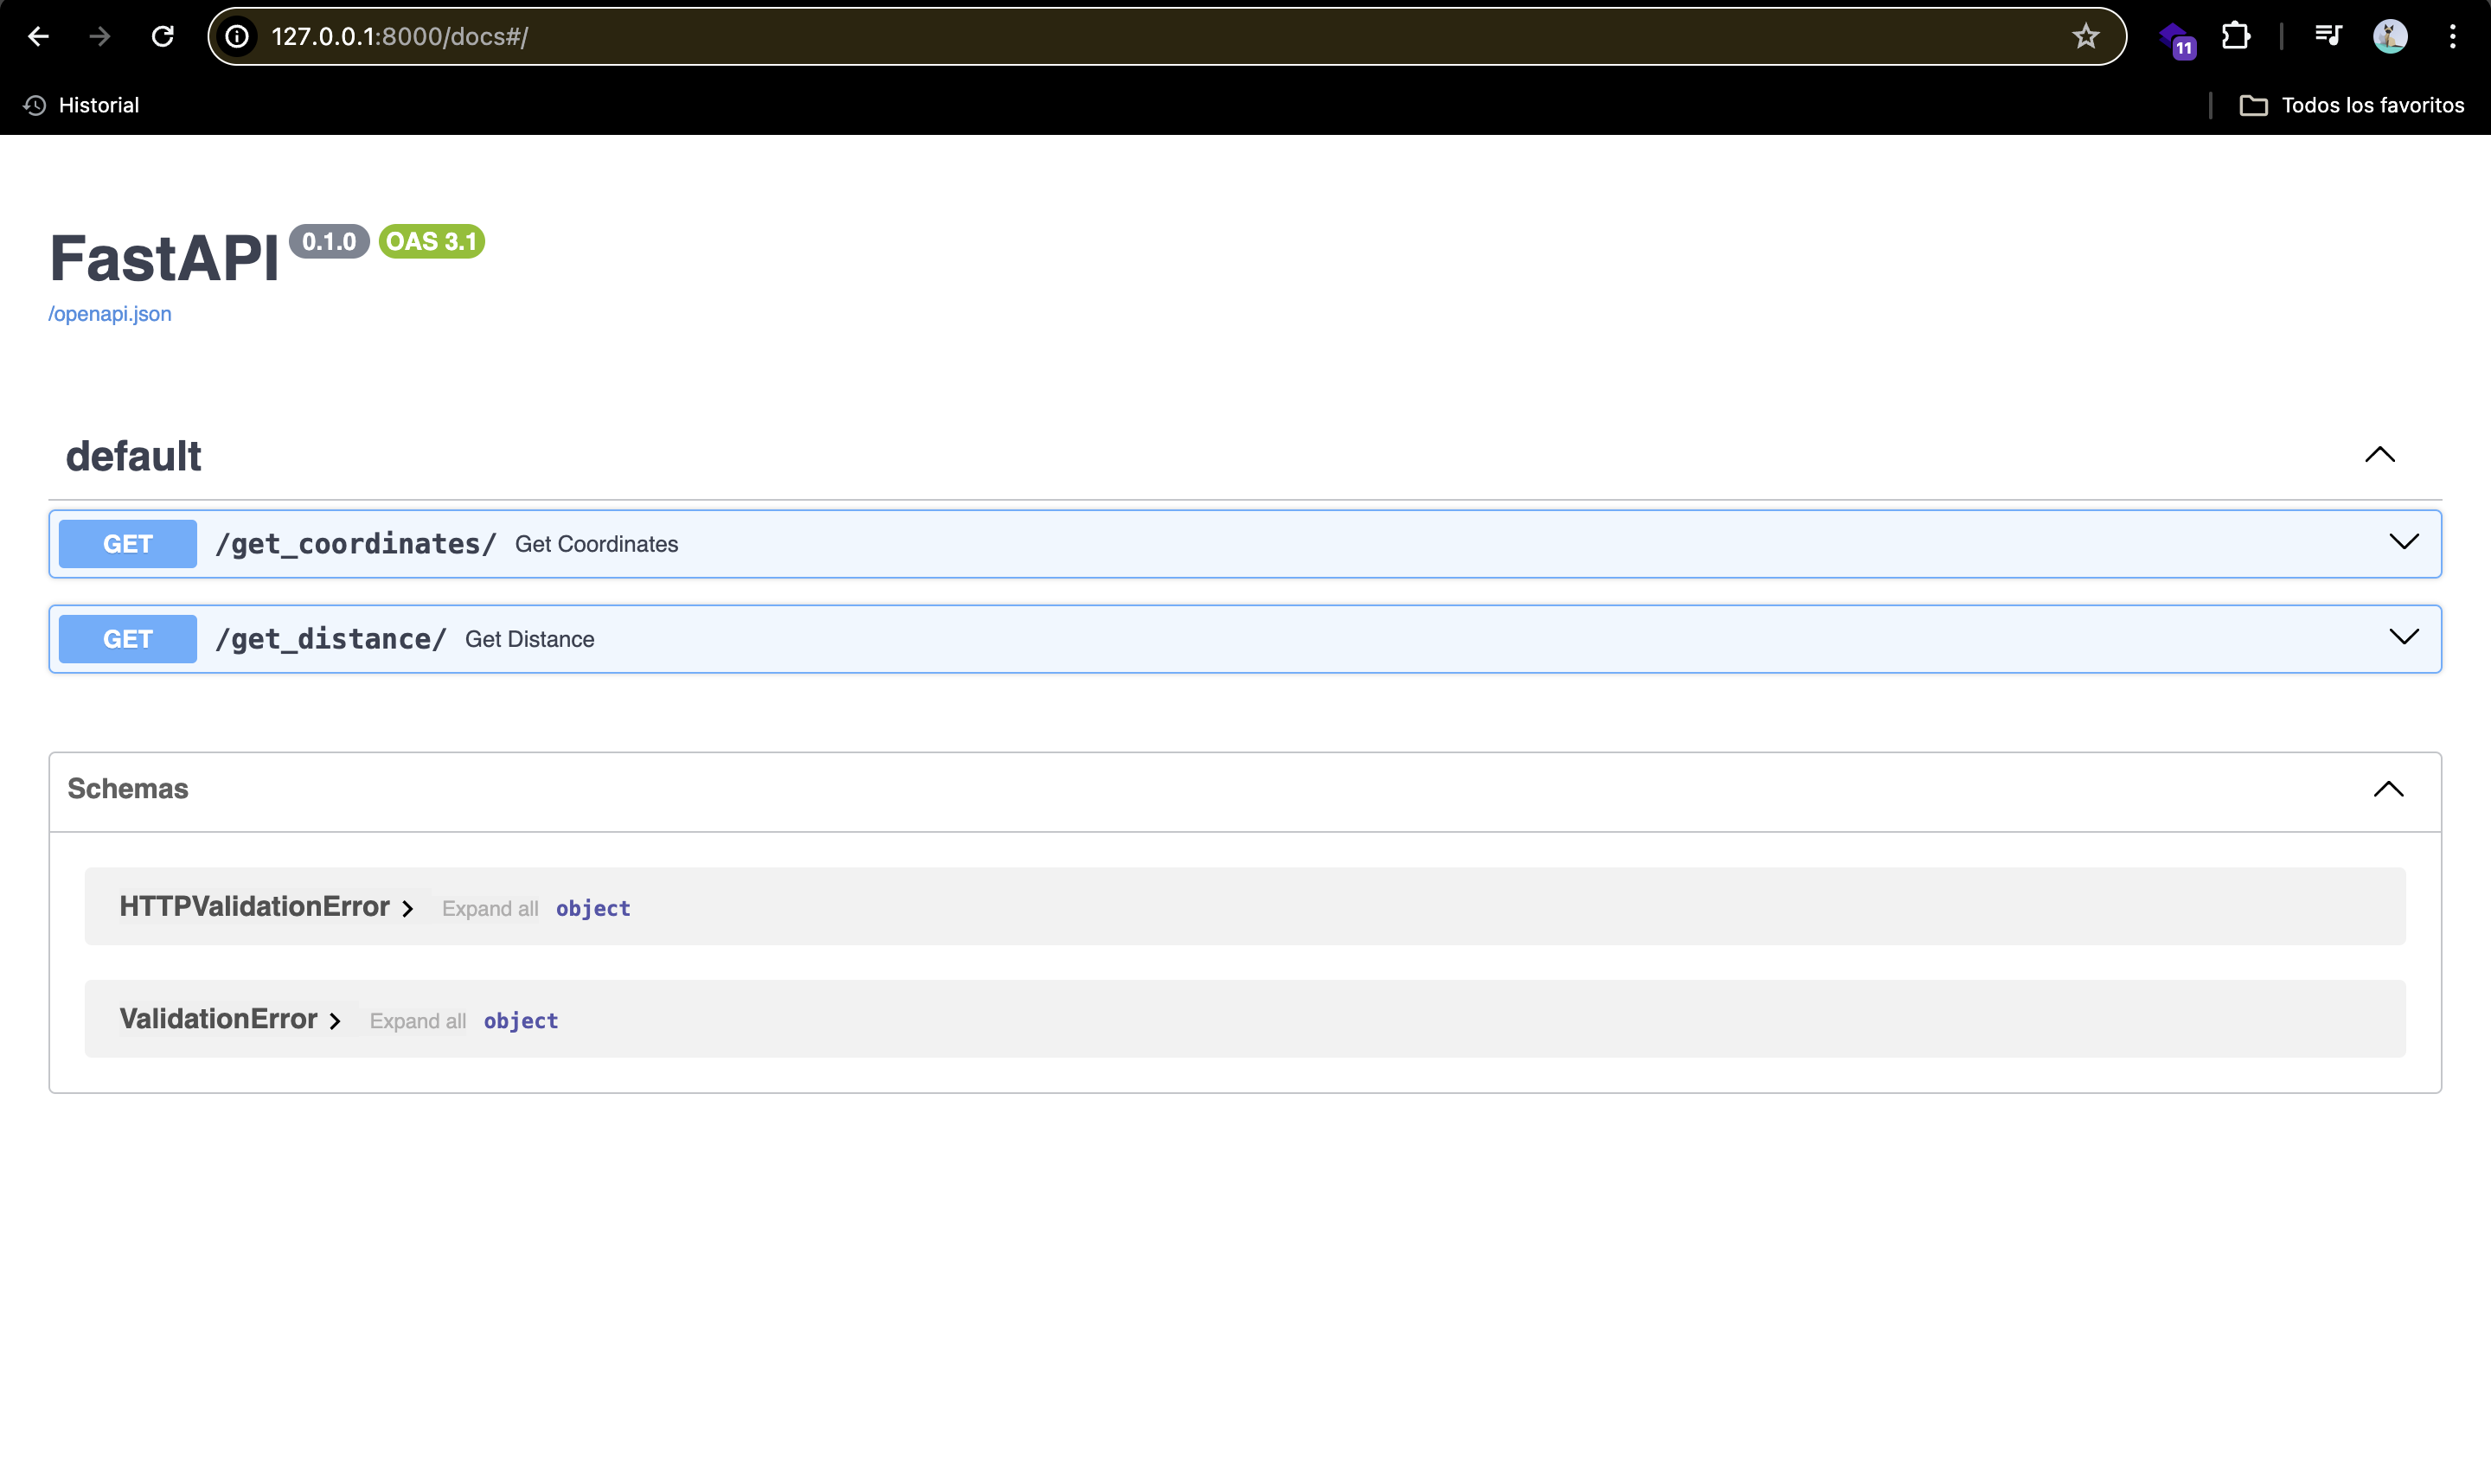 127.0.0.1:8000/docs#/
11
Historial
Todos los favoritos
FastAPI 0.1.0 OAS 3.1
/openapi.json
default
GET /get_coordinates/ Get Coordinates
GET /get_distance/ Get Distance
Schemas
HTTPValidationError Expand all object
ValidationError Expand all object